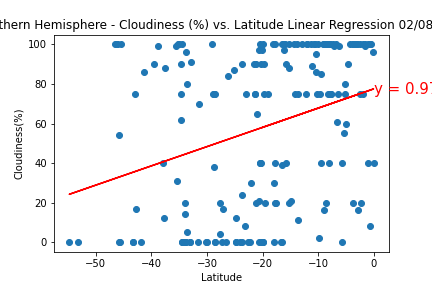 thern Hemisphere - Cloudiness (%) vs. Latitude Linear Regression 02/08
100
80
60
40
20
0
Cloudiness(%)
y = 0.97
−50 −40 −30 −20 −10 0
Latitude